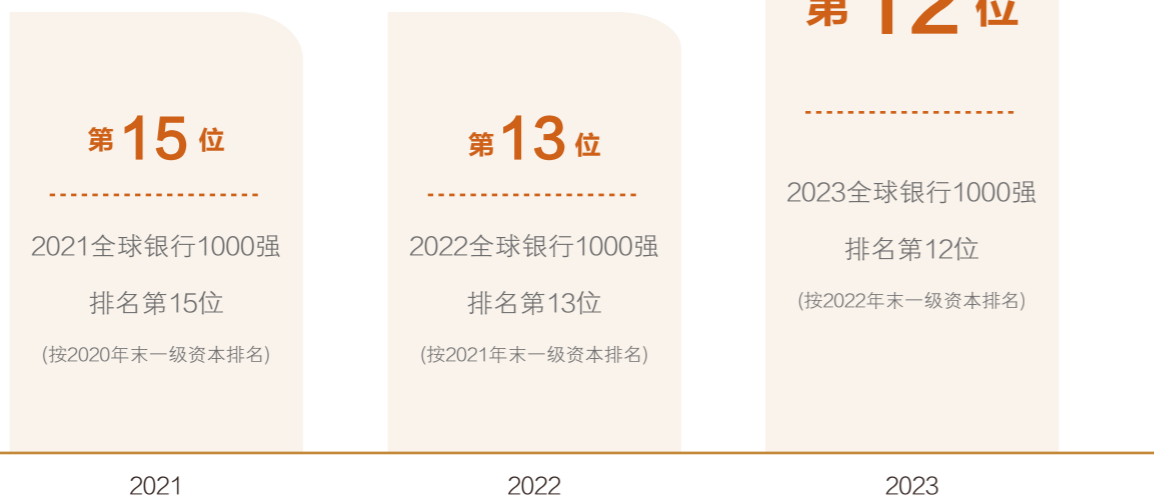 第15位
2021全球银行1000强
排名第15位
(按2020年末一级资本排名)
2021
第13位
2022全球银行1000强
排名第13位
(按2021年末一级资本排名)
2022
第12位
2023全球银行1000强
排名第12位
(按2022年末一级资本排名)
2023